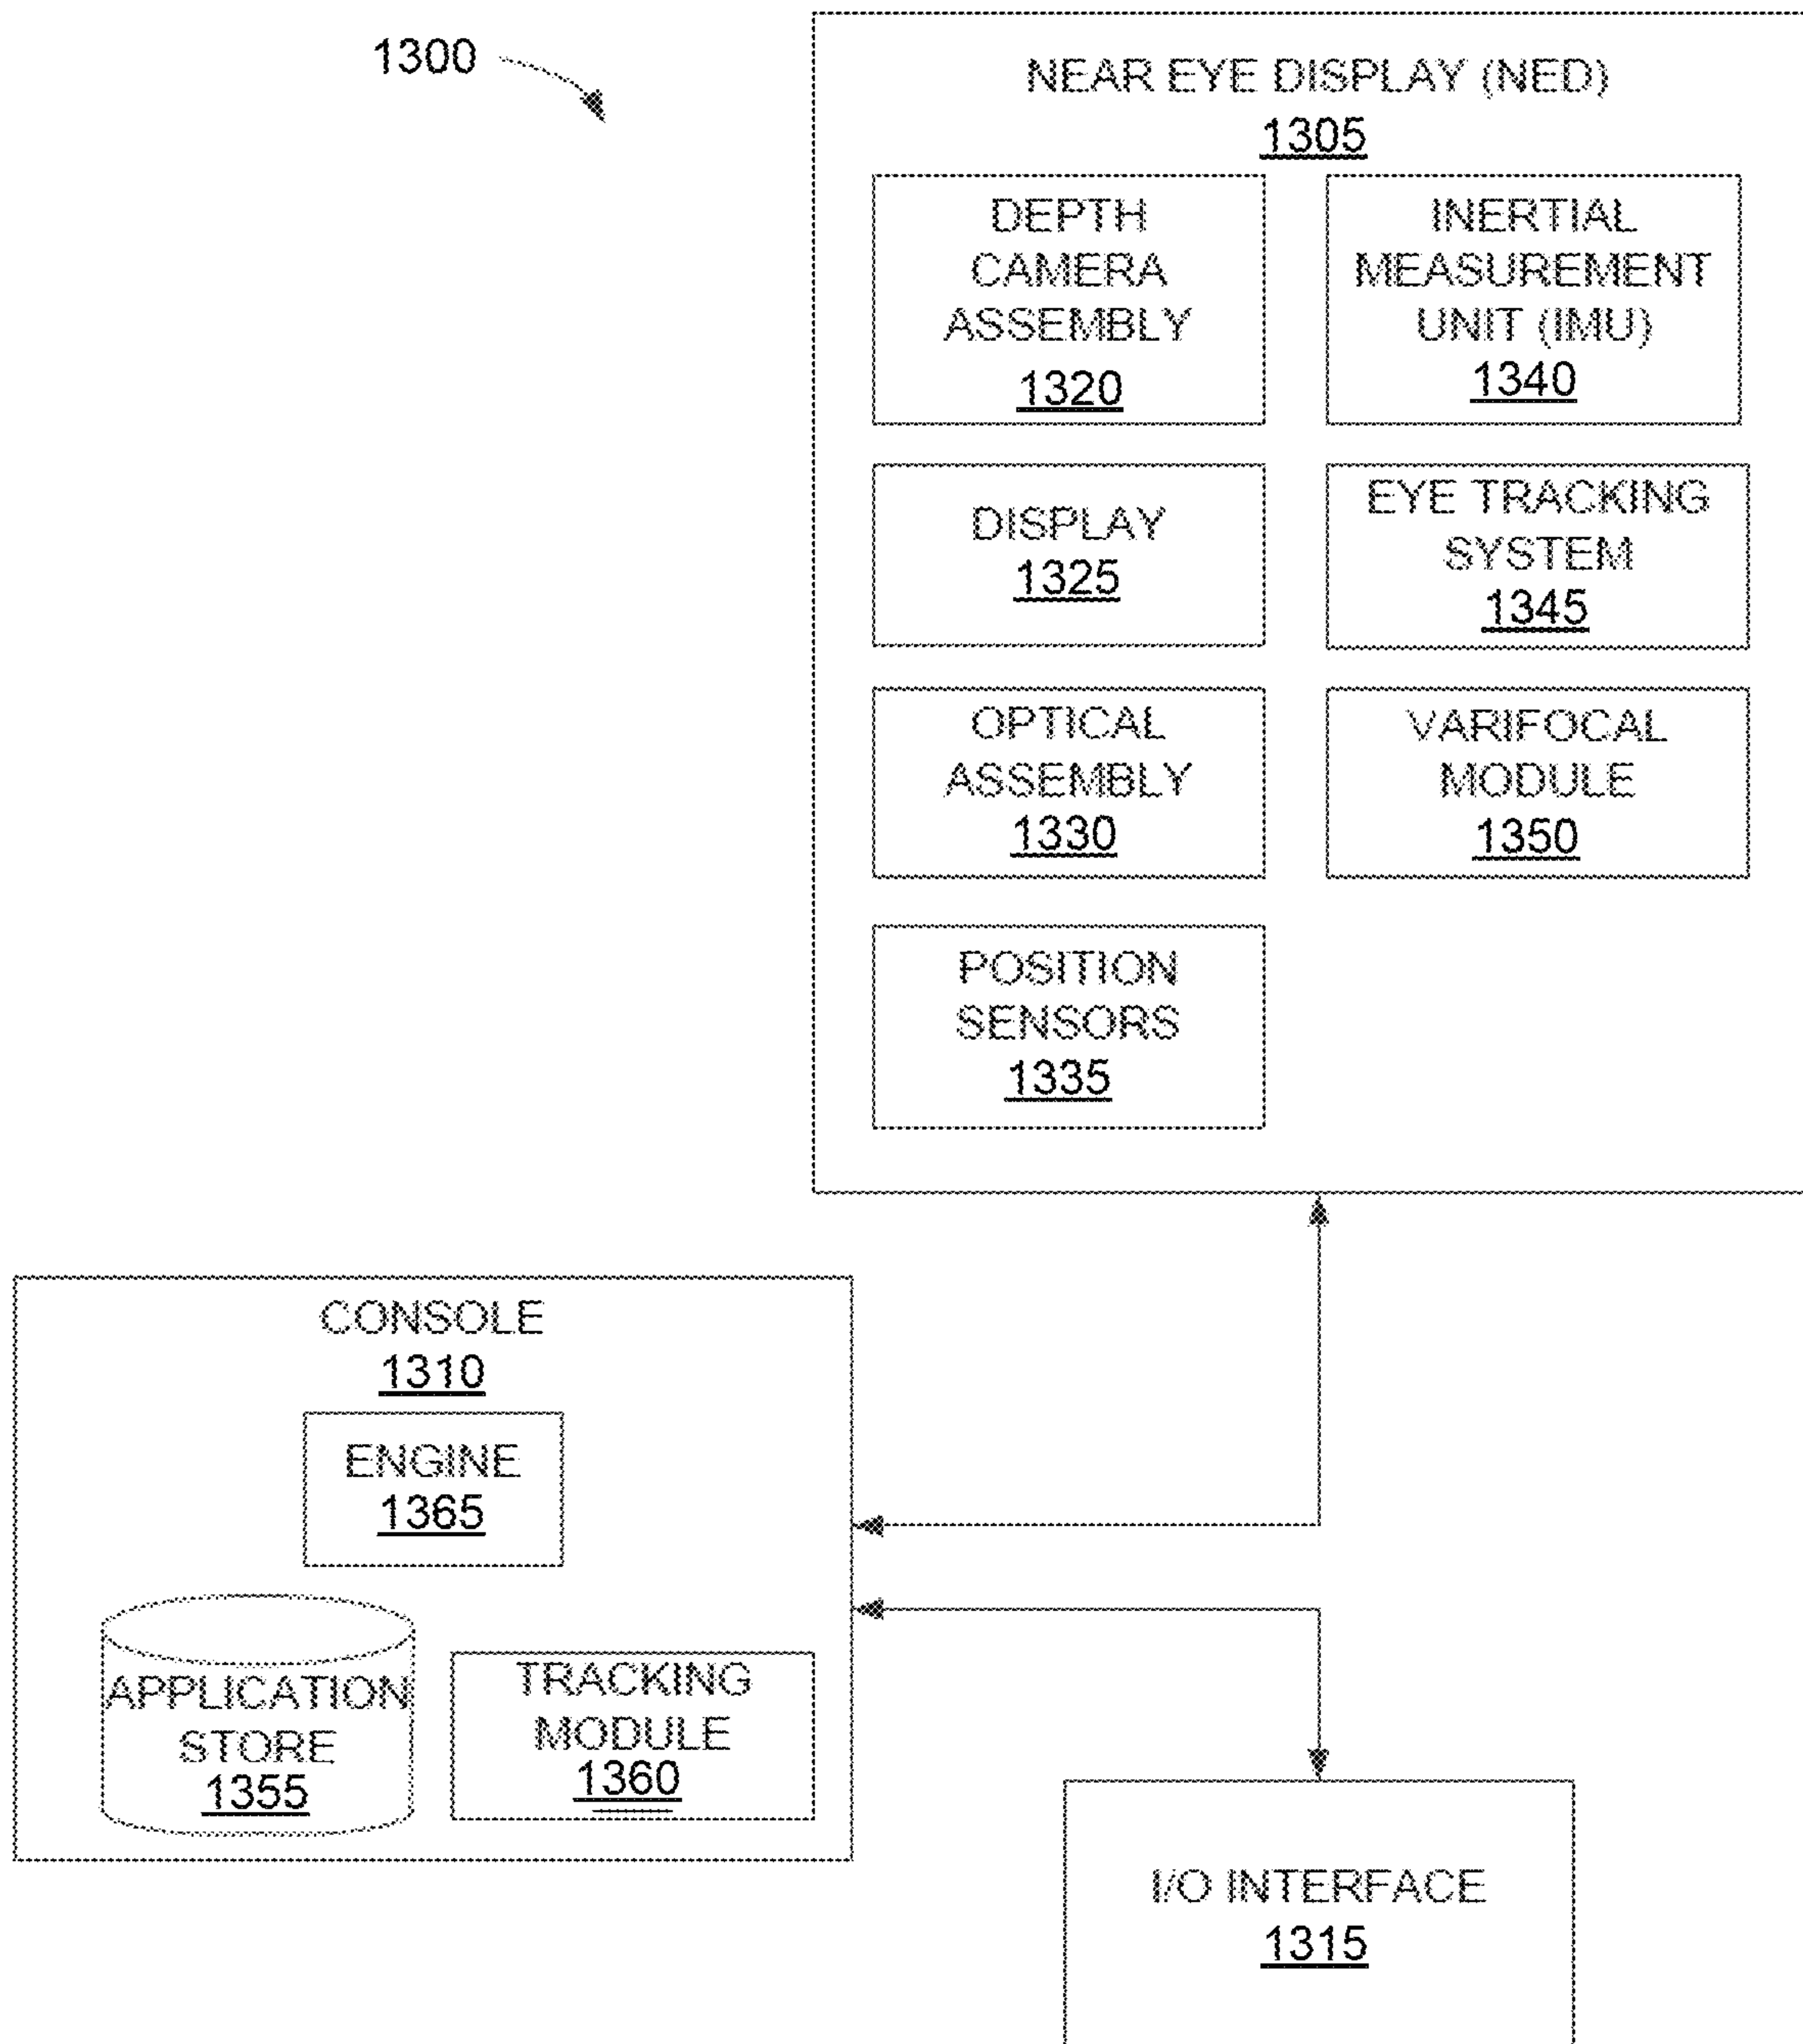 1300
NEAR EYE DISPLAY (NED)
1305
DEPTH
CAMERA
ASSEMBLY
1320
INERTIAL
MEASUREMENT
UNIT (IMU)
1340
DISPLAY
1325
EYE TRACKING
SYSTEM
1345
OPTICAL
ASSEMBLY
1330
VARIFOCAL
MODULE
1350
POSITION
SENSORS
1335
CONSOLE
1310
ENGINE
1365
APPLICATION
STORE
1355
TRACKING
MODULE
1360
I/O INTERFACE
1315